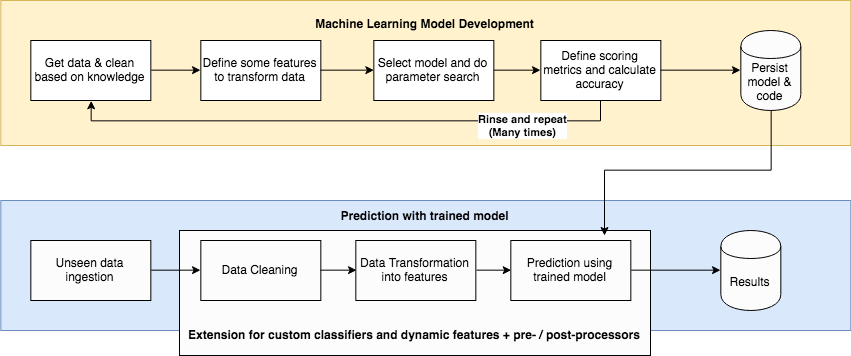 Machine Learning Model Development
Get data & clean
based on knowledge
Define some features
to transform data
Select model and do
parameter search
Define scoring
metrics and calculate
accuracy
Persist
model &
code
Rinse and repeat
(Many times)
Prediction with trained model
Unseen data
ingestion
Data Cleaning
Data Transformation
into features
Prediction using
trained model
Results
Extension for custom classifiers and dynamic features + pre- / post-processors